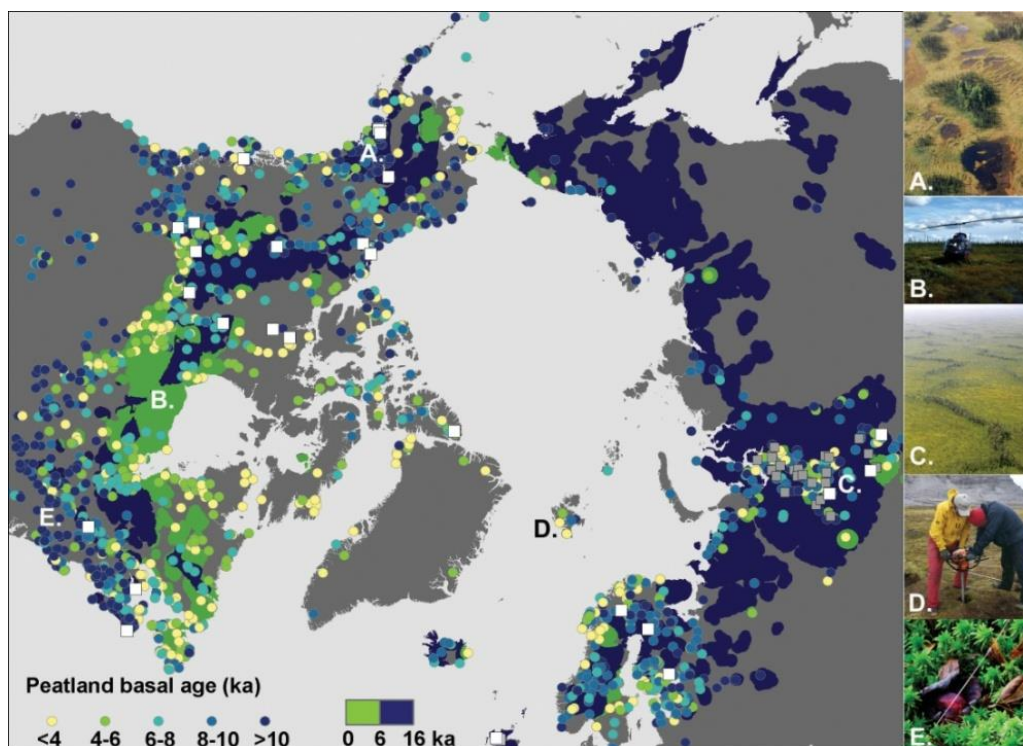 A.
B.
C.
D.
E.
A.
B.
C.
D.
E.
Peatland basal age (ka)
<4 4-6 6-8 8-10 >10
0 6 16 ka